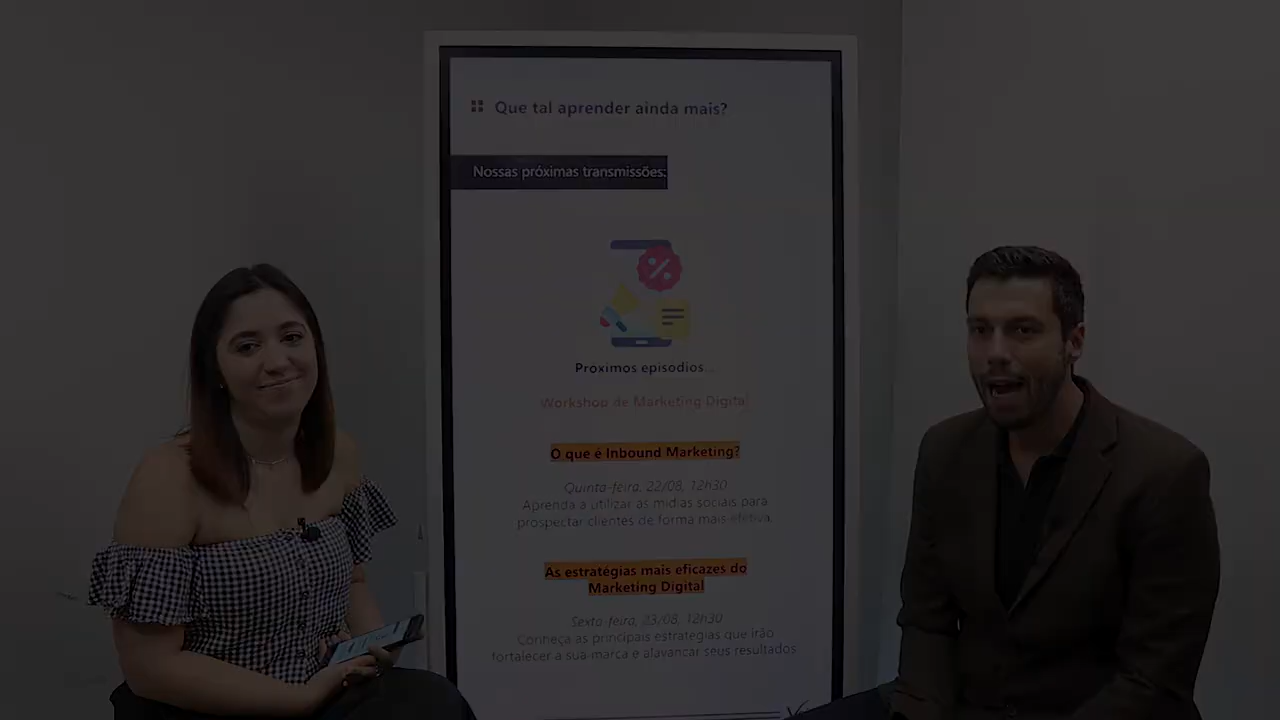 Que tal aprender ainda mais?
Nossas próximas transmissões:
Próximos episodios...
Workshop de Marketing Digital
O que é Inbound Marketing?
Quinta-feira, 22/08, 12h30
Aprenda a utilizar as mídias sociais para
prospectar clientes de forma mais efetiva.
As estratégias mais eficazes do
Marketing Digital
Sexta-feira, 23/08, 12h30
Conheça as principais estratégias que irão
fortalecer a sua marca e alavancar seus resultados